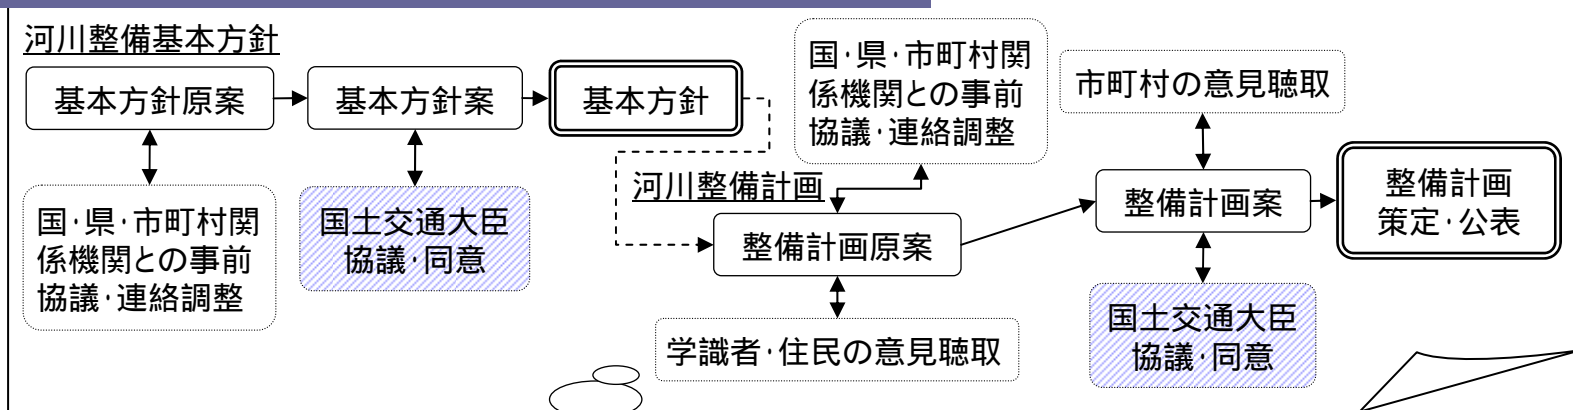 河川整備基本方針
基本方針原案
基本方針案
基本方針
国･県･市町村関
係機関との事前
協議･連絡調整
国土交通大臣
協議･同意
国･県･市町村関
係機関との事前
協議･連絡調整
河川整備計画
整備計画原案
学識者･住民の意見聴取
市町村の意見聴取
整備計画案
国土交通大臣
協議･同意
整備計画
策定･公表